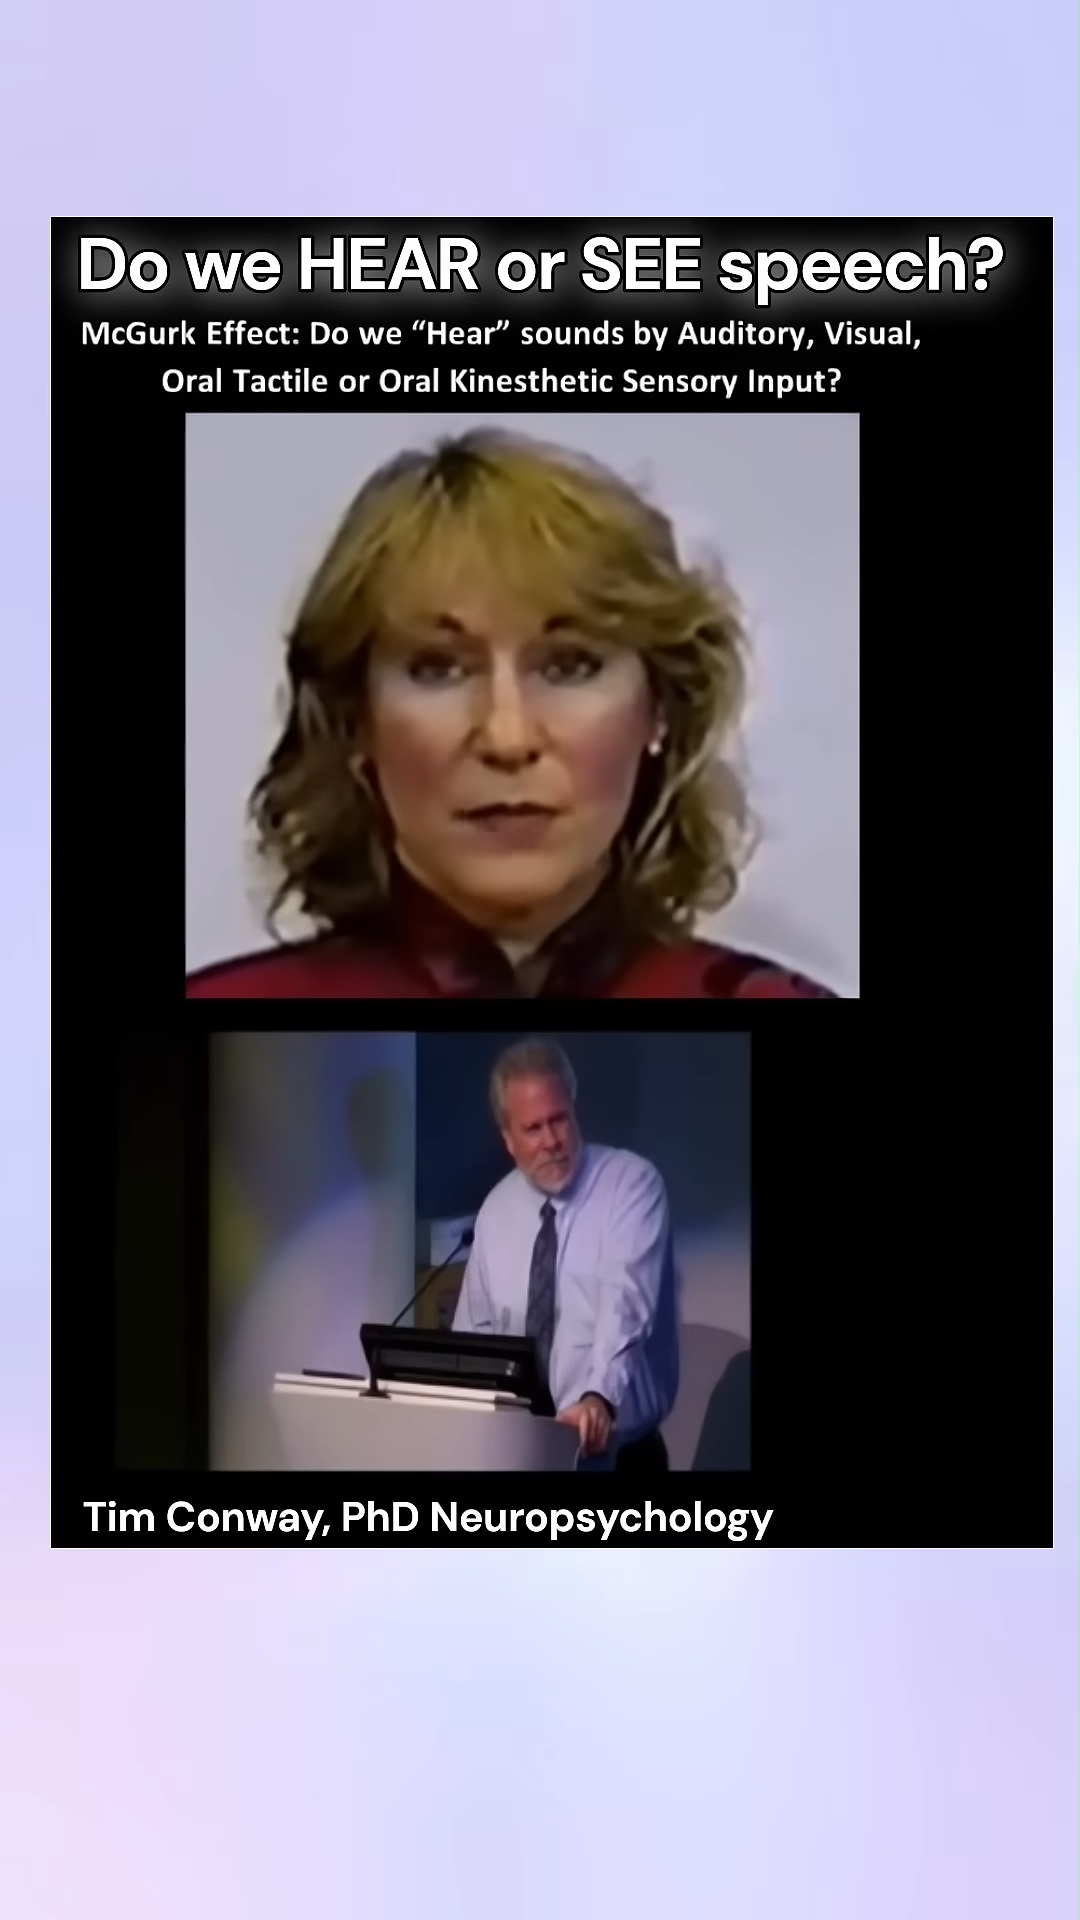 Do we HEAR or SEE speech?
McGurk Effect: Do we “Hear” sounds by Auditory, Visual,
Oral Tactile or Oral Kinesthetic Sensory Input?
Tim Conway, PhD Neuropsychology